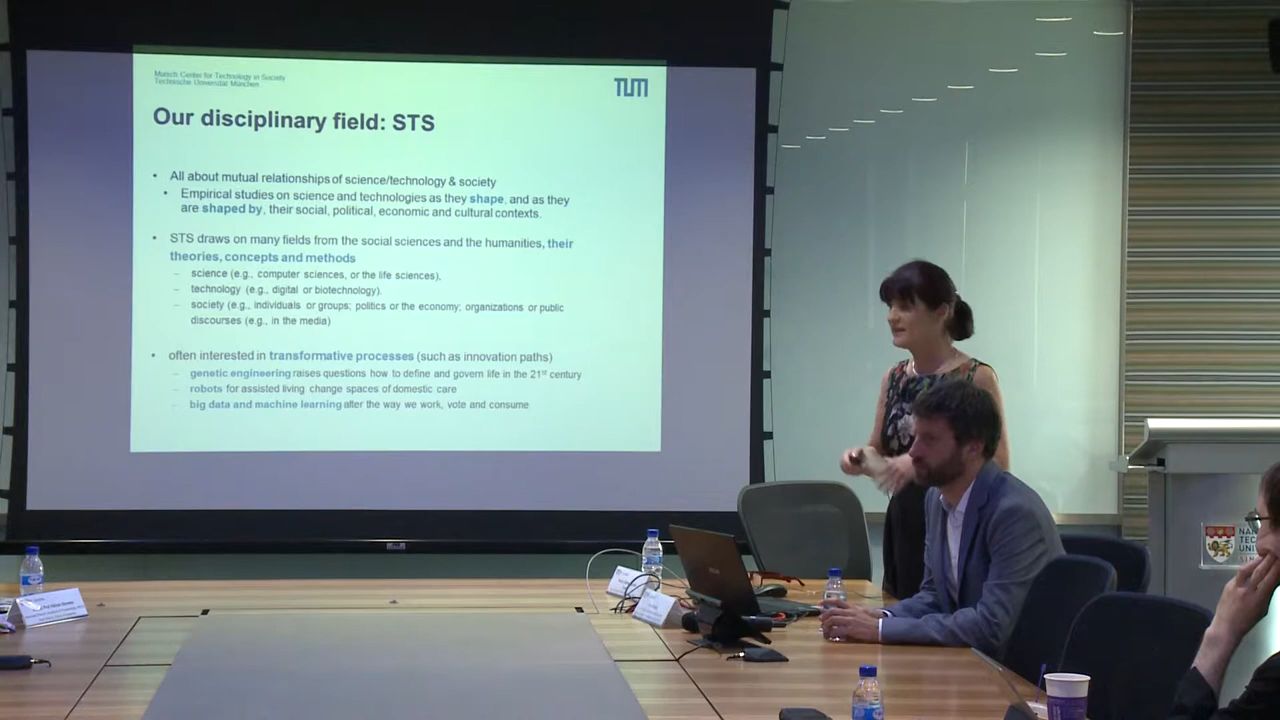 Munich Center for Technology in Society
Technische Universität München
TUM
Our disciplinary field: STS
• All about mutual relationships of science/technology & society
• Empirical studies on science and technologies as they shape, and as they
are shaped by, their social, political, economic and cultural contexts.
• STS draws on many fields from the social sciences and the humanities, their
theories, concepts and methods
– science (e.g., computer sciences, or the life sciences),
– technology (e.g., digital or biotechnology),
– society (e.g., individuals or groups; politics or the economy; organizations or public
discourses (e.g., in the media)
• often interested in transformative processes (such as innovation paths)
– genetic engineering raises questions how to define and govern life in the 21st century
– robots for assisted living change spaces of domestic care
– big data and machine learning alter the way we work, vote and consume
NAN
TEC
UNI